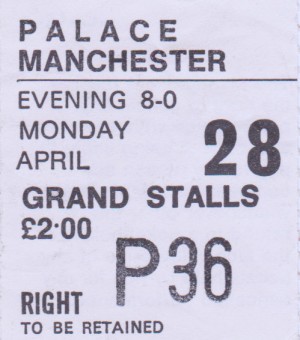 PALACE
MANCHESTER
EVENING 8-0
MONDAY
APRIL 28
GRAND STALLS
£2·00
P36
RIGHT
TO BE RETAINED